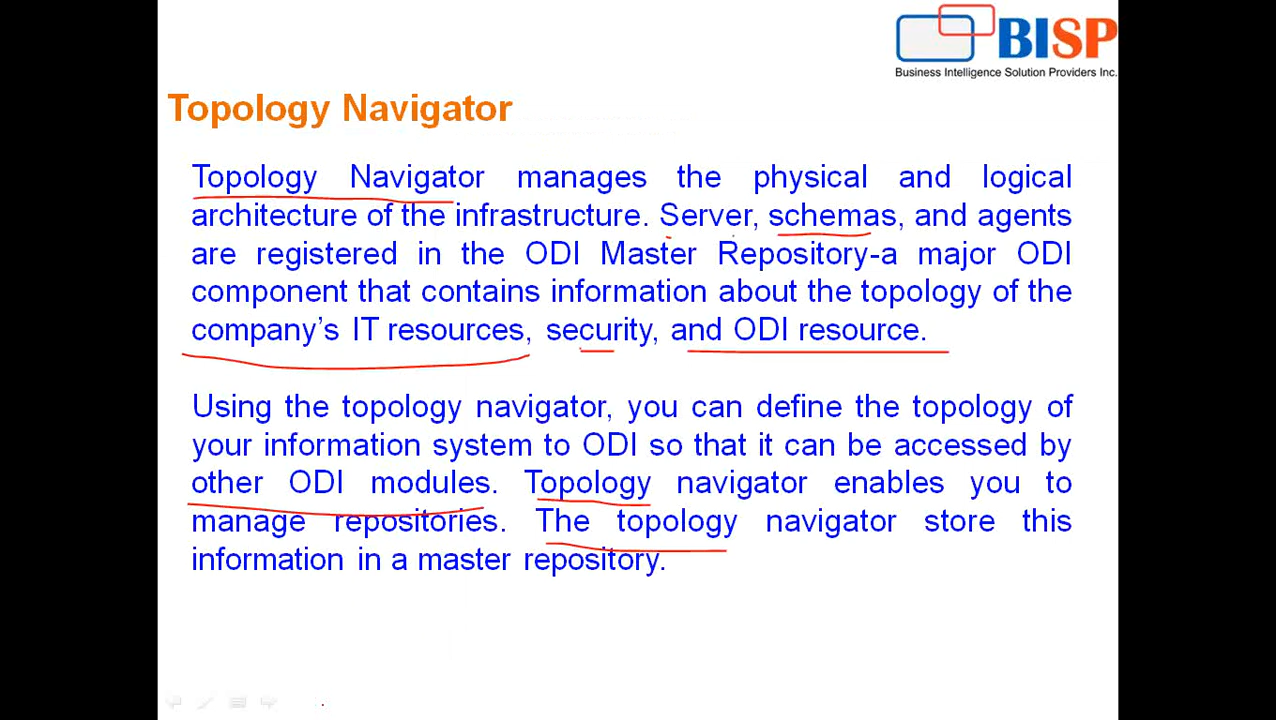 BISP
Business Intelligence Solution Providers Inc.
Topology Navigator
Topology Navigator manages the physical and logical
architecture of the infrastructure. Server, schemas, and agents
are registered in the ODI Master Repository-a major ODI
component that contains information about the topology of the
company’s IT resources, security, and ODI resource.
Using the topology navigator, you can define the topology of
your information system to ODI so that it can be accessed by
other ODI modules. Topology navigator enables you to
manage repositories. The topology navigator store this
information in a master repository.